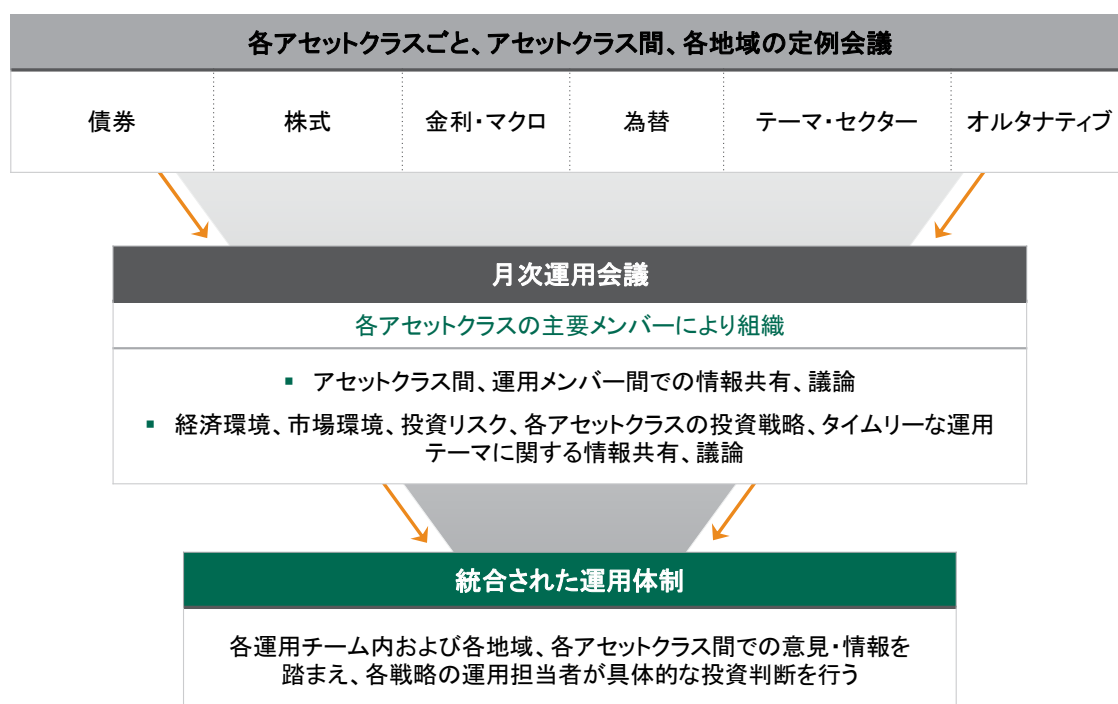 各アセットクラスごと、アセットクラス間、各地域の定例会議
債券 株式 金利・マクロ 為替 テーマ・セクター オルタナティブ
月次運用会議
各アセットクラスの主要メンバーにより組織
▪ アセットクラス間、運用メンバー間での情報共有、議論
▪ 経済環境、市場環境、投資リスク、各アセットクラスの投資戦略、タイムリーな運用
テーマに関する情報共有、議論
統合された運用体制
各運用チーム内および各地域、各アセットクラス間での意見・情報を
踏まえ、各戦略の運用担当者が具体的な投資判断を行う